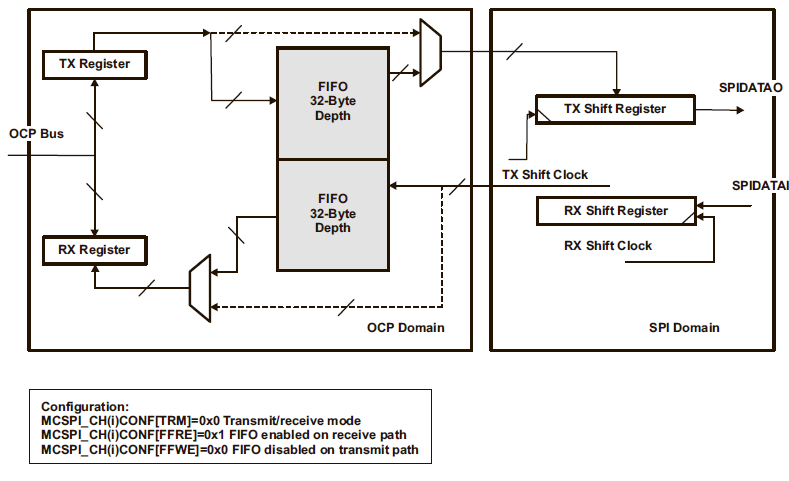 TX Register
FIFO
32-Byte
Depth
TX Shift Register
SPIDATAO
OCP Bus
TX Shift Clock
SPIDATAI
FIFO
32-Byte
Depth
RX Shift Register
RX Register
RX Shift Clock
OCP Domain
SPI Domain
Configuration:
MCSPI_CH(i)CONF[TRM]=0x0 Transmit/receive mode
MCSPI_CH(i)CONF[FFRE]=0x1 FIFO enabled on receive path
MCSPI_CH(i)CONF[FFWE]=0x0 FIFO disabled on transmit path